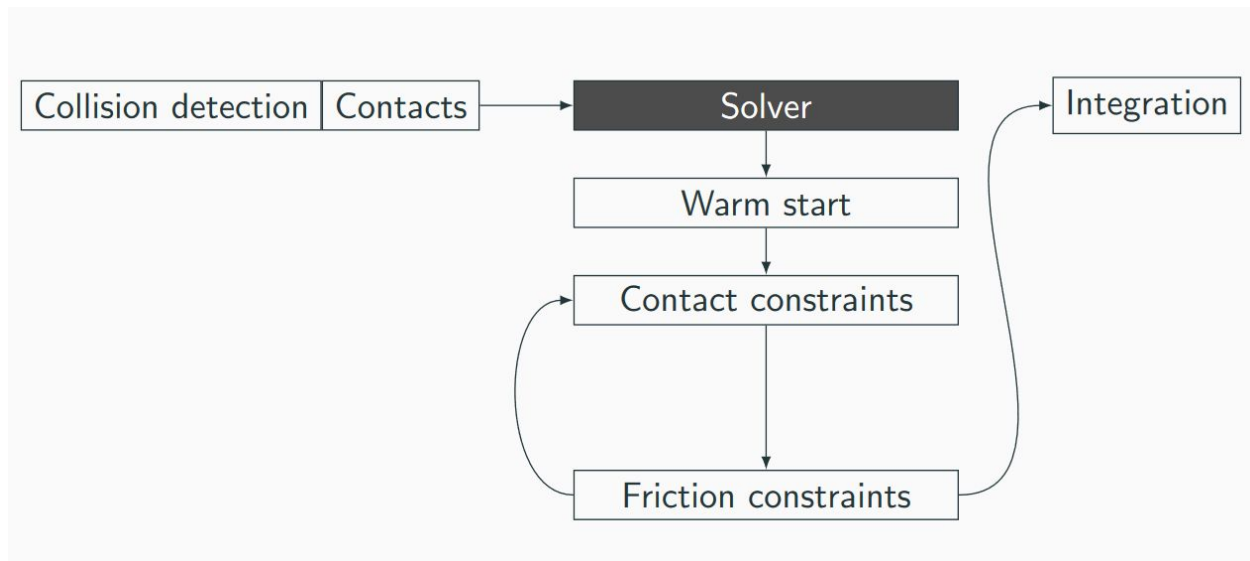 Collision detection
Contacts
Solver
Integration
Warm start
Contact constraints
Friction constraints